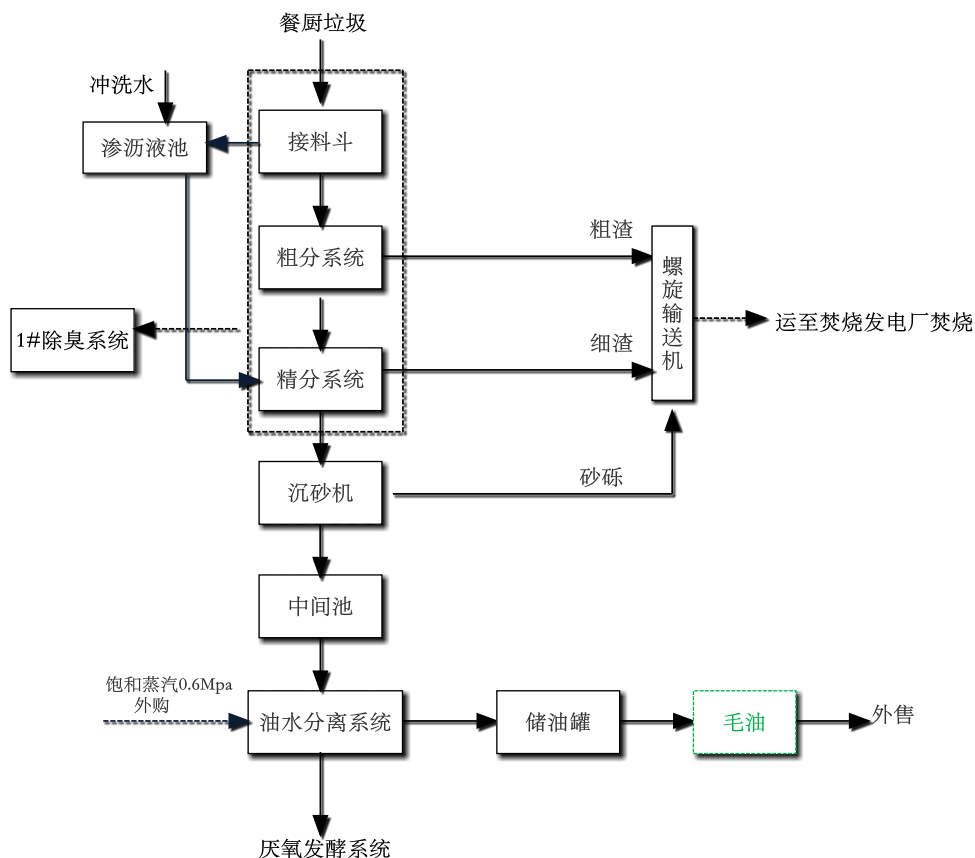 餐厨垃圾
冲洗水
渗沥液池
接料斗
粗分系统
粗渣
螺旋输送机
1#除臭系统
运至焚烧发电厂焚烧
细渣
精分系统
沉砂机
砂砾
中间池
饱和蒸汽0.6Mpa
外购
油水分离系统
储油罐
毛油
外售
厌氧发酵系统